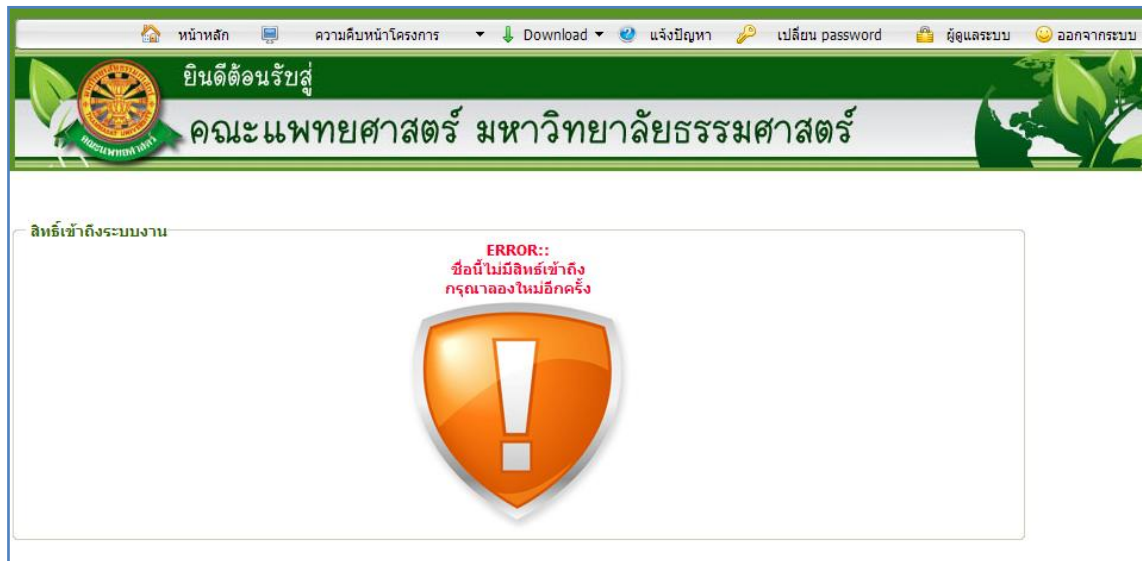 หน้าหลัก ความคืบหน้าโครงการ Download แจ้งปัญหา เปลี่ยน password ผู้ดูแลระบบ ออกจากระบบ
ยินดีต้อนรับสู่
คณะแพทยศาสตร์ มหาวิทยาลัยธรรมศาสตร์
สิทธิ์เข้าถึงระบบงาน
ERROR::
ชื่อนี้ไม่มีสิทธ์เข้าถึง
กรุณาลองใหม่อีกครั้ง